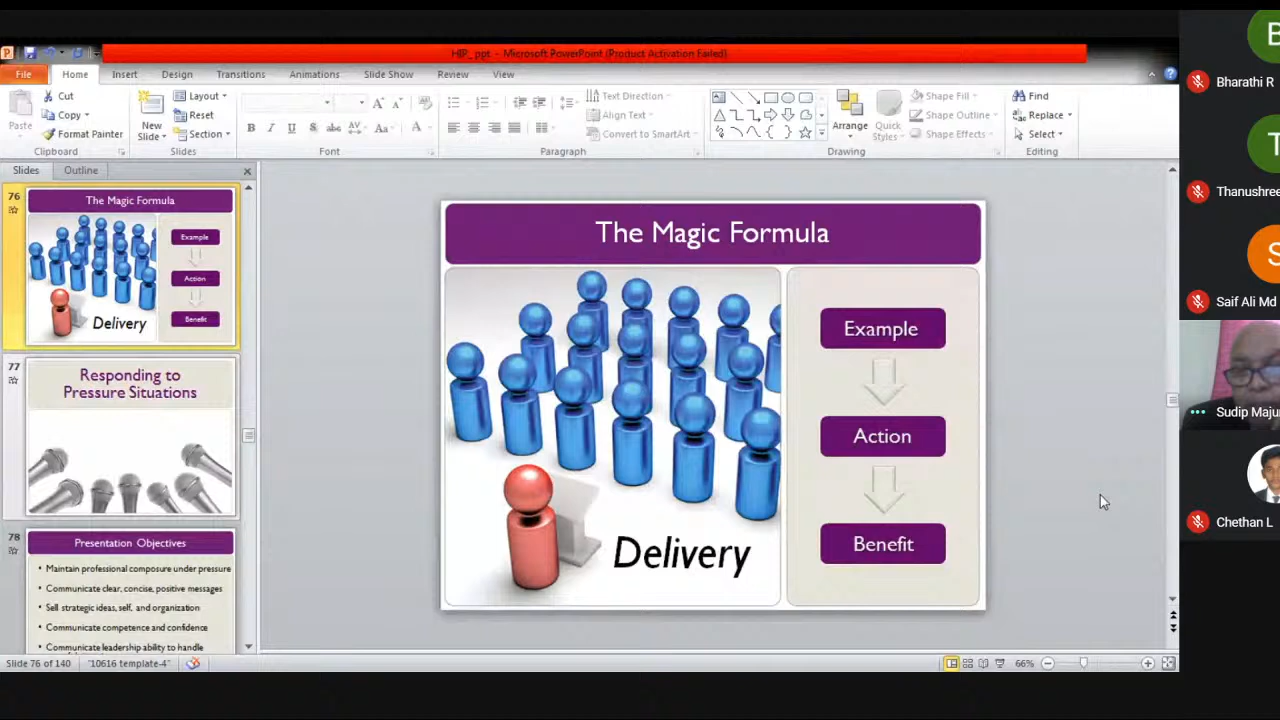 HIP_ppt - Microsoft PowerPoint (Product Activation Failed)
File Home Insert Design Transitions Animations Slide Show Review View
Paste
Cut
Copy
Format Painter
Clipboard
New Slide
Layout
Reset
Section
Slides
B I U S abc AV Aa A
Font
Text Direction
Align Text
Convert to SmartArt
Paragraph
Arrange
Quick Styles
Shape Fill
Shape Outline
Shape Effects
Drawing
Find
Replace
Select
Editing
Slides Outline
76
The Magic Formula
Example
Action
Benefit
Delivery
77
Responding to
Pressure Situations
78
Presentation Objectives
• Maintain professional composure under pressure
• Communicate clear, concise, positive messages
• Sell strategic ideas, self, and organization
• Communicate competence and confidence
• Communicate leadership ability to handle
The Magic Formula
Example
Action
Benefit
Delivery
Slide 76 of 140 "10616 template-4" 66%
B
Bharathi R
T
Thanushree
S
Saif Ali Md
Sudip Majur
Chethan L